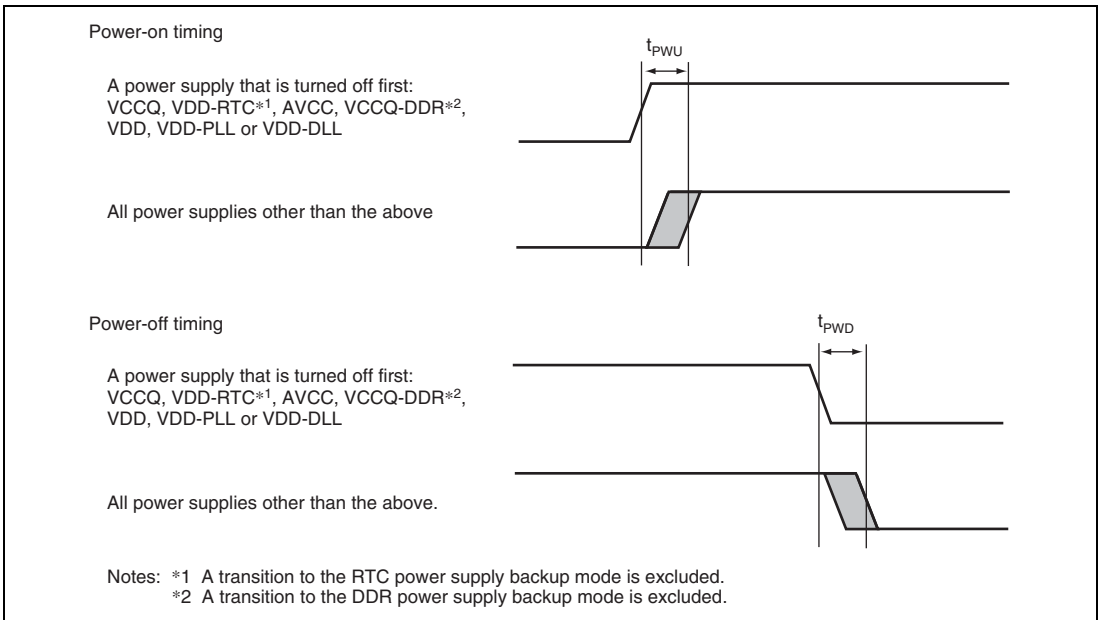 Power-on timing
t_PWU
A power supply that is turned off first:
VCCQ, VDD-RTC*1, AVCC, VCCQ-DDR*2,
VDD, VDD-PLL or VDD-DLL
All power supplies other than the above
Power-off timing
t_PWD
A power supply that is turned off first:
VCCQ, VDD-RTC*1, AVCC, VCCQ-DDR*2,
VDD, VDD-PLL or VDD-DLL
All power supplies other than the above.
Notes: *1 A transition to the RTC power supply backup mode is excluded.
*2 A transition to the DDR power supply backup mode is excluded.